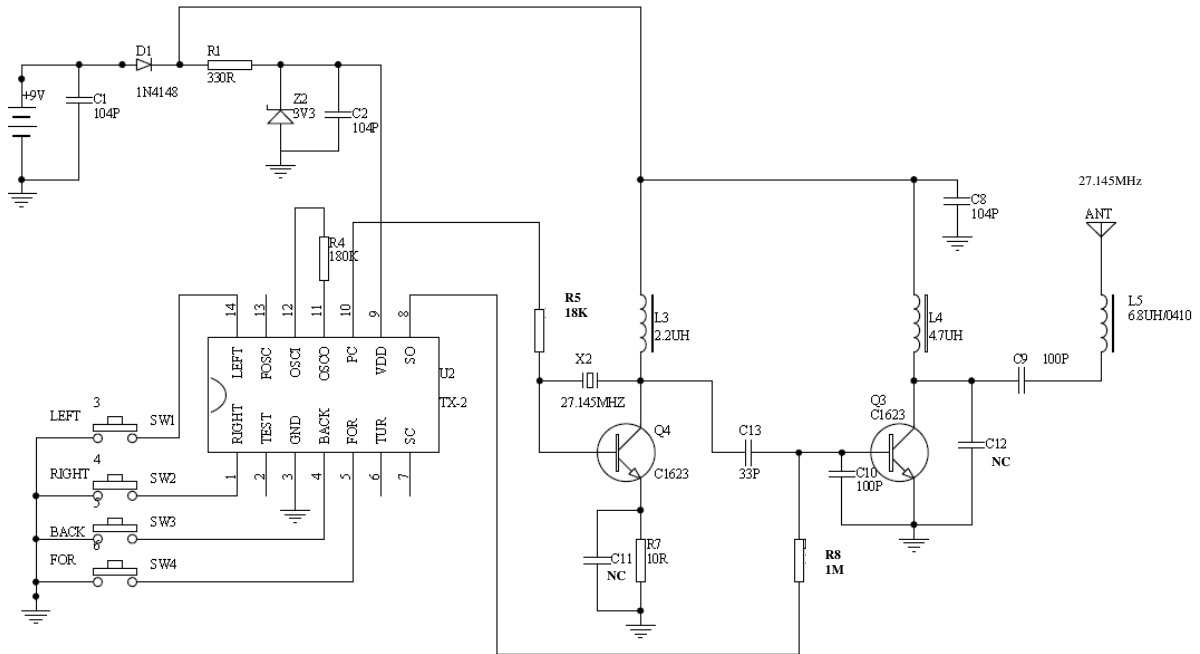 D1
1N4148
R1
330R
+9V
C1
104P
Z2
3V3
C2
104P
C8
104P
27.145MHz
ANT
R4
180K
14 13 12 11 10 9 8
LEFT FOSC OSCI OSCO PC VDD SO
U2
TX-2
RIGHT TEST GND BACK FOR TUR SC
1 2 3 4 5 6 7
LEFT
3
SW1
RIGHT
4
SW2
BACK
5
SW3
FOR
6
SW4
R5
18K
X2
27.145MHZ
L3
2.2UH
L4
4.7UH
L5
6.8UH/0410
C9
100P
Q4
C1623
C13
33P
Q3
C1623
C10
100P
C12
NC
C11
NC
R7
10R
R8
1M